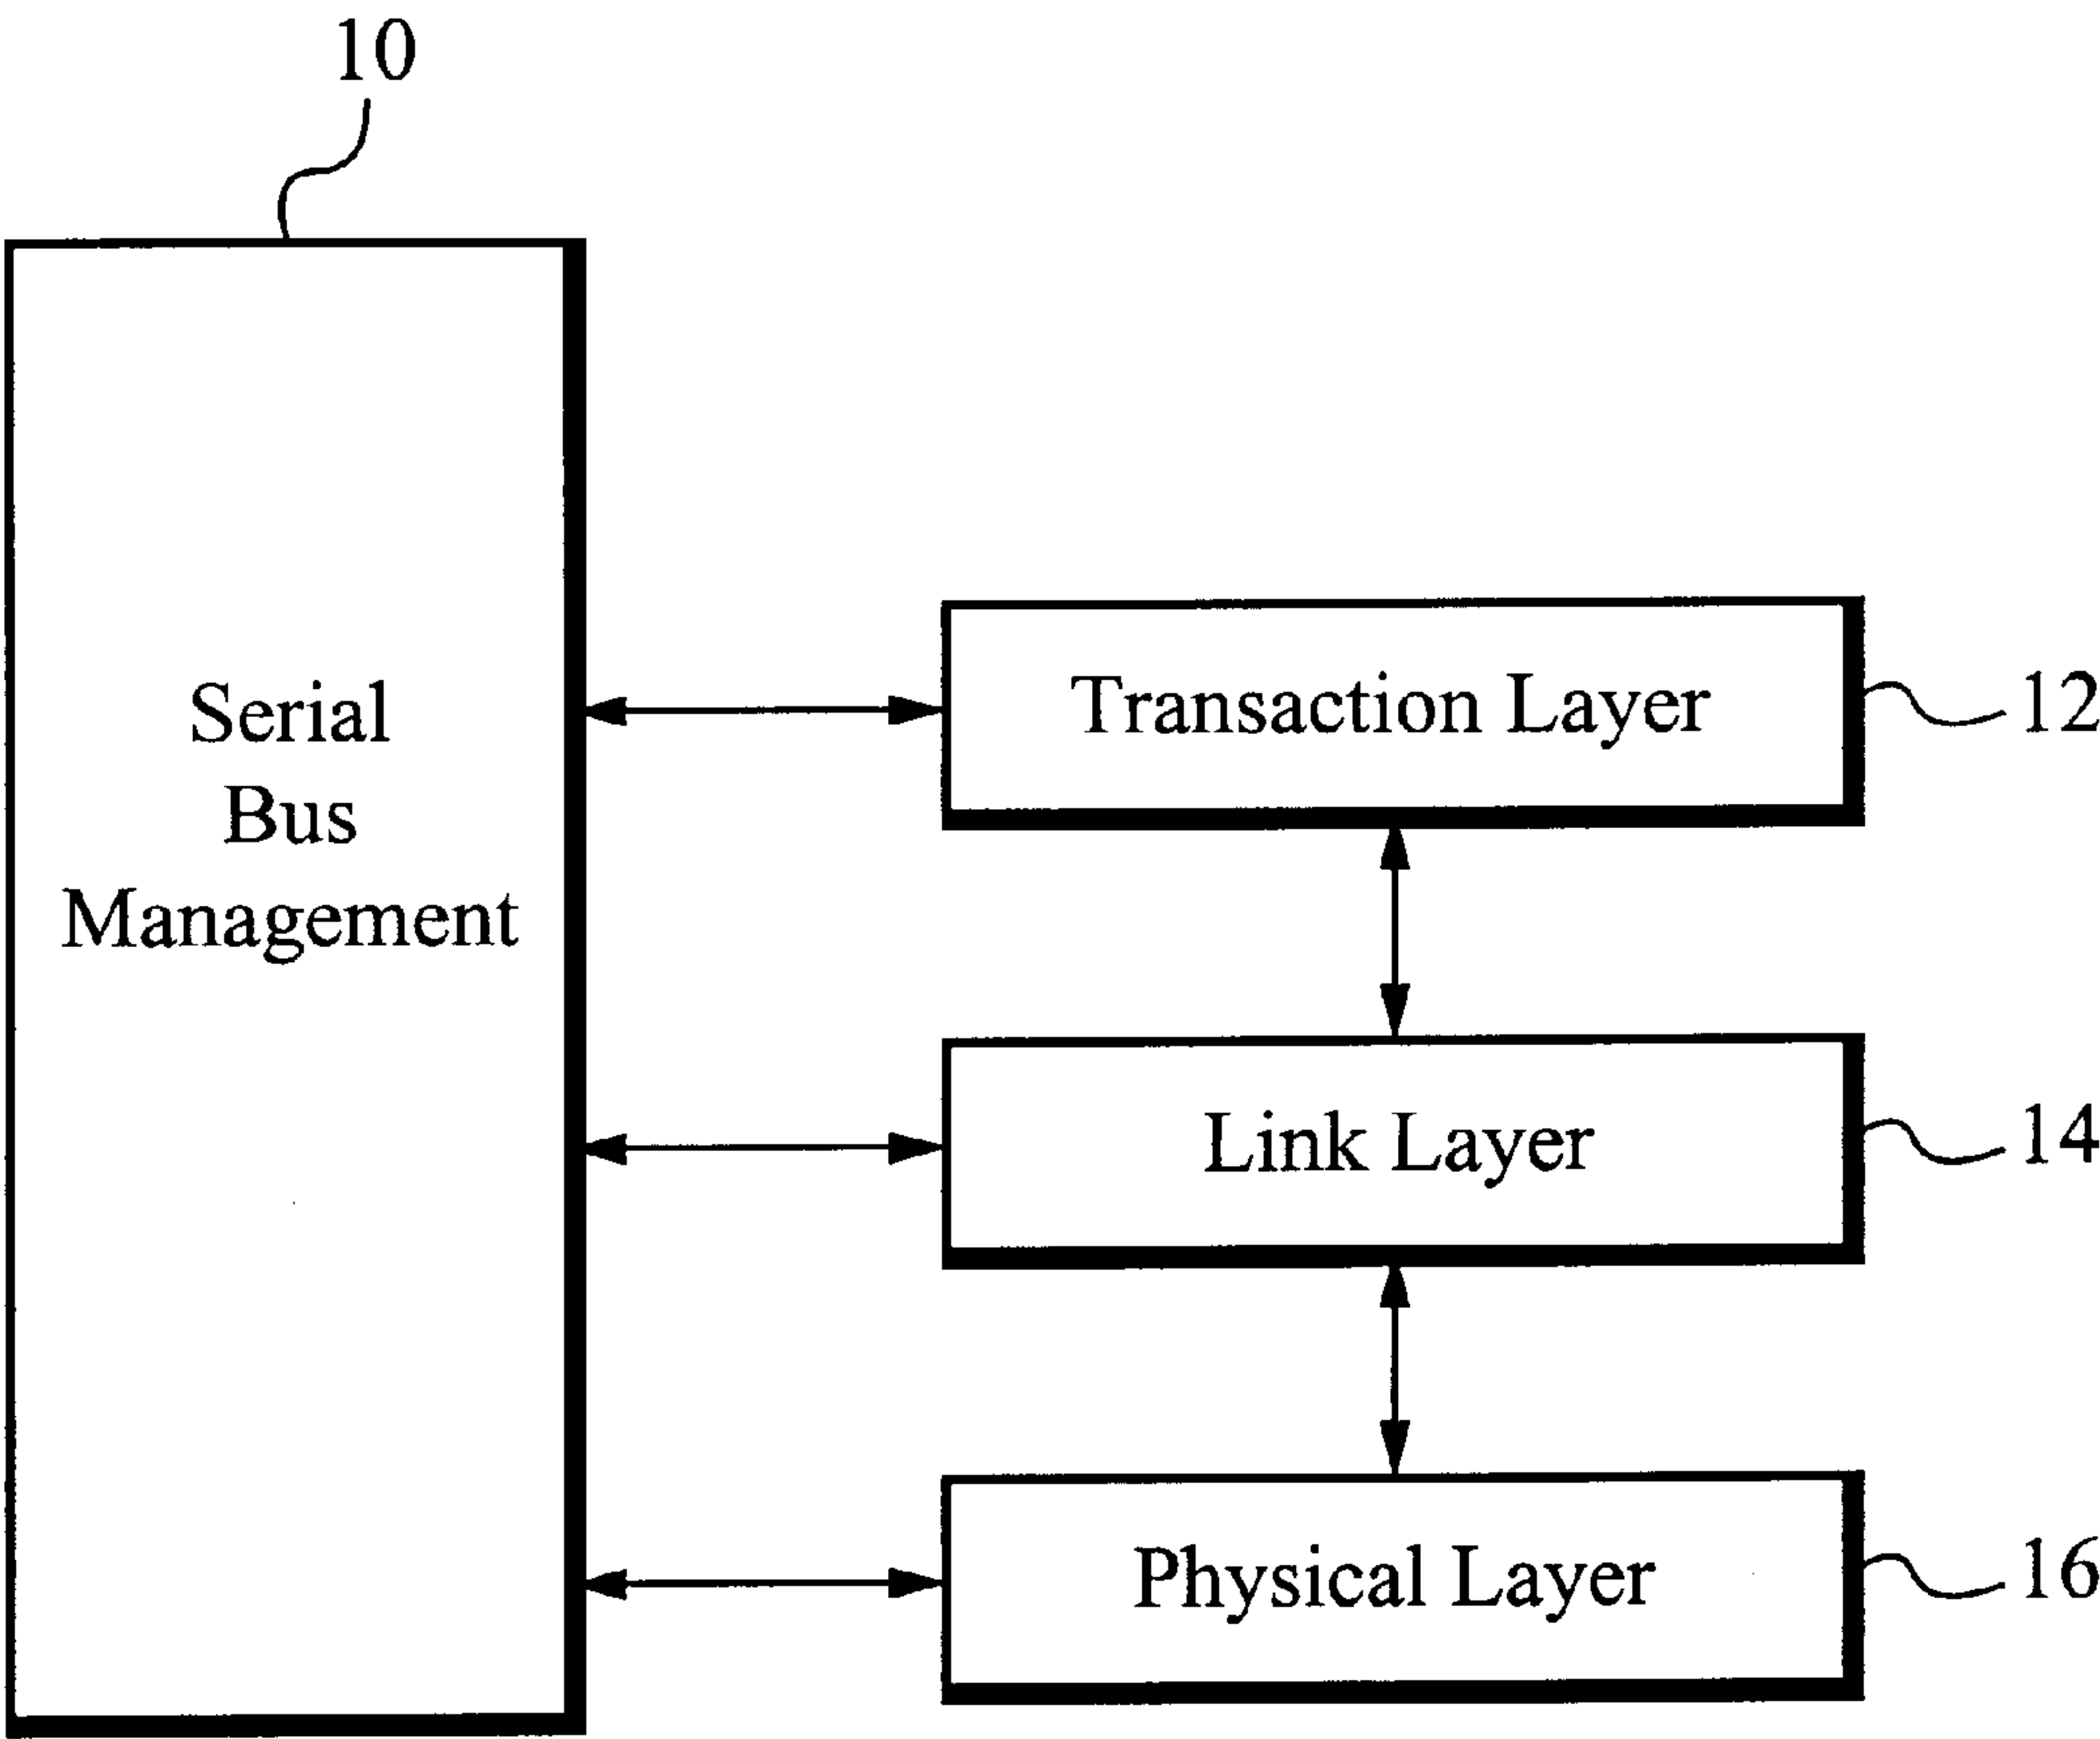 10
Serial
Bus
Management
Transaction Layer
12
Link Layer
14
Physical Layer
16